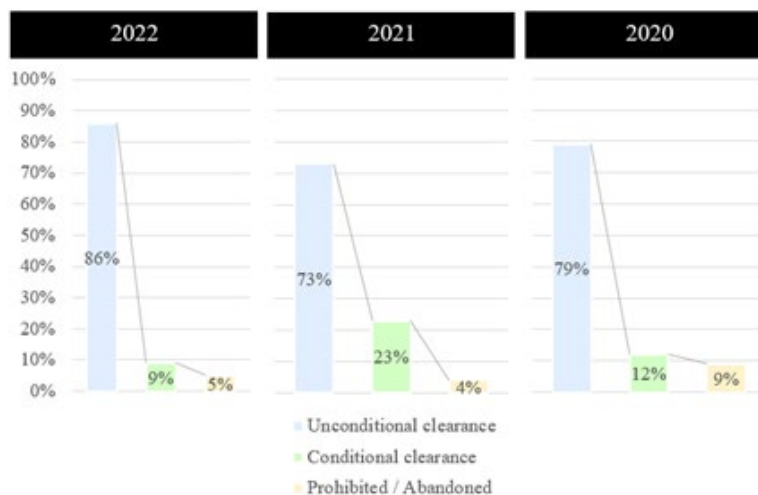 2022 2021 2020
100%
90%
80%
70%
60%
50%
40%
30%
20%
10%
0%
86% 9% 5%
73% 23% 4%
79% 12% 9%
Unconditional clearance
Conditional clearance
Prohibited / Abandoned